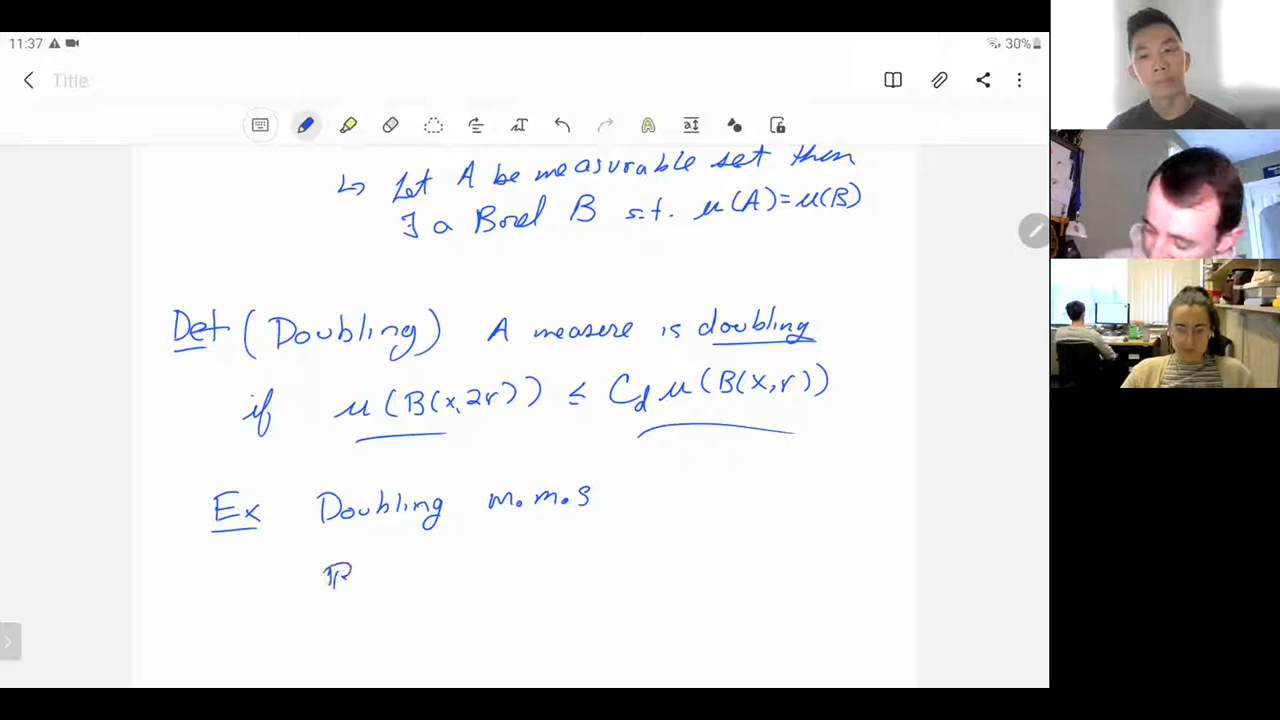 11:37
30%
Title
↳ Let A be measurable set then
∃ a Borel B s.t. μ(A)=μ(B)
Def (Doubling) A measure is doubling
if μ(B(x,2r)) ≤ C_d μ(B(x,r))
Ex Doubling m.m.s
ℝ